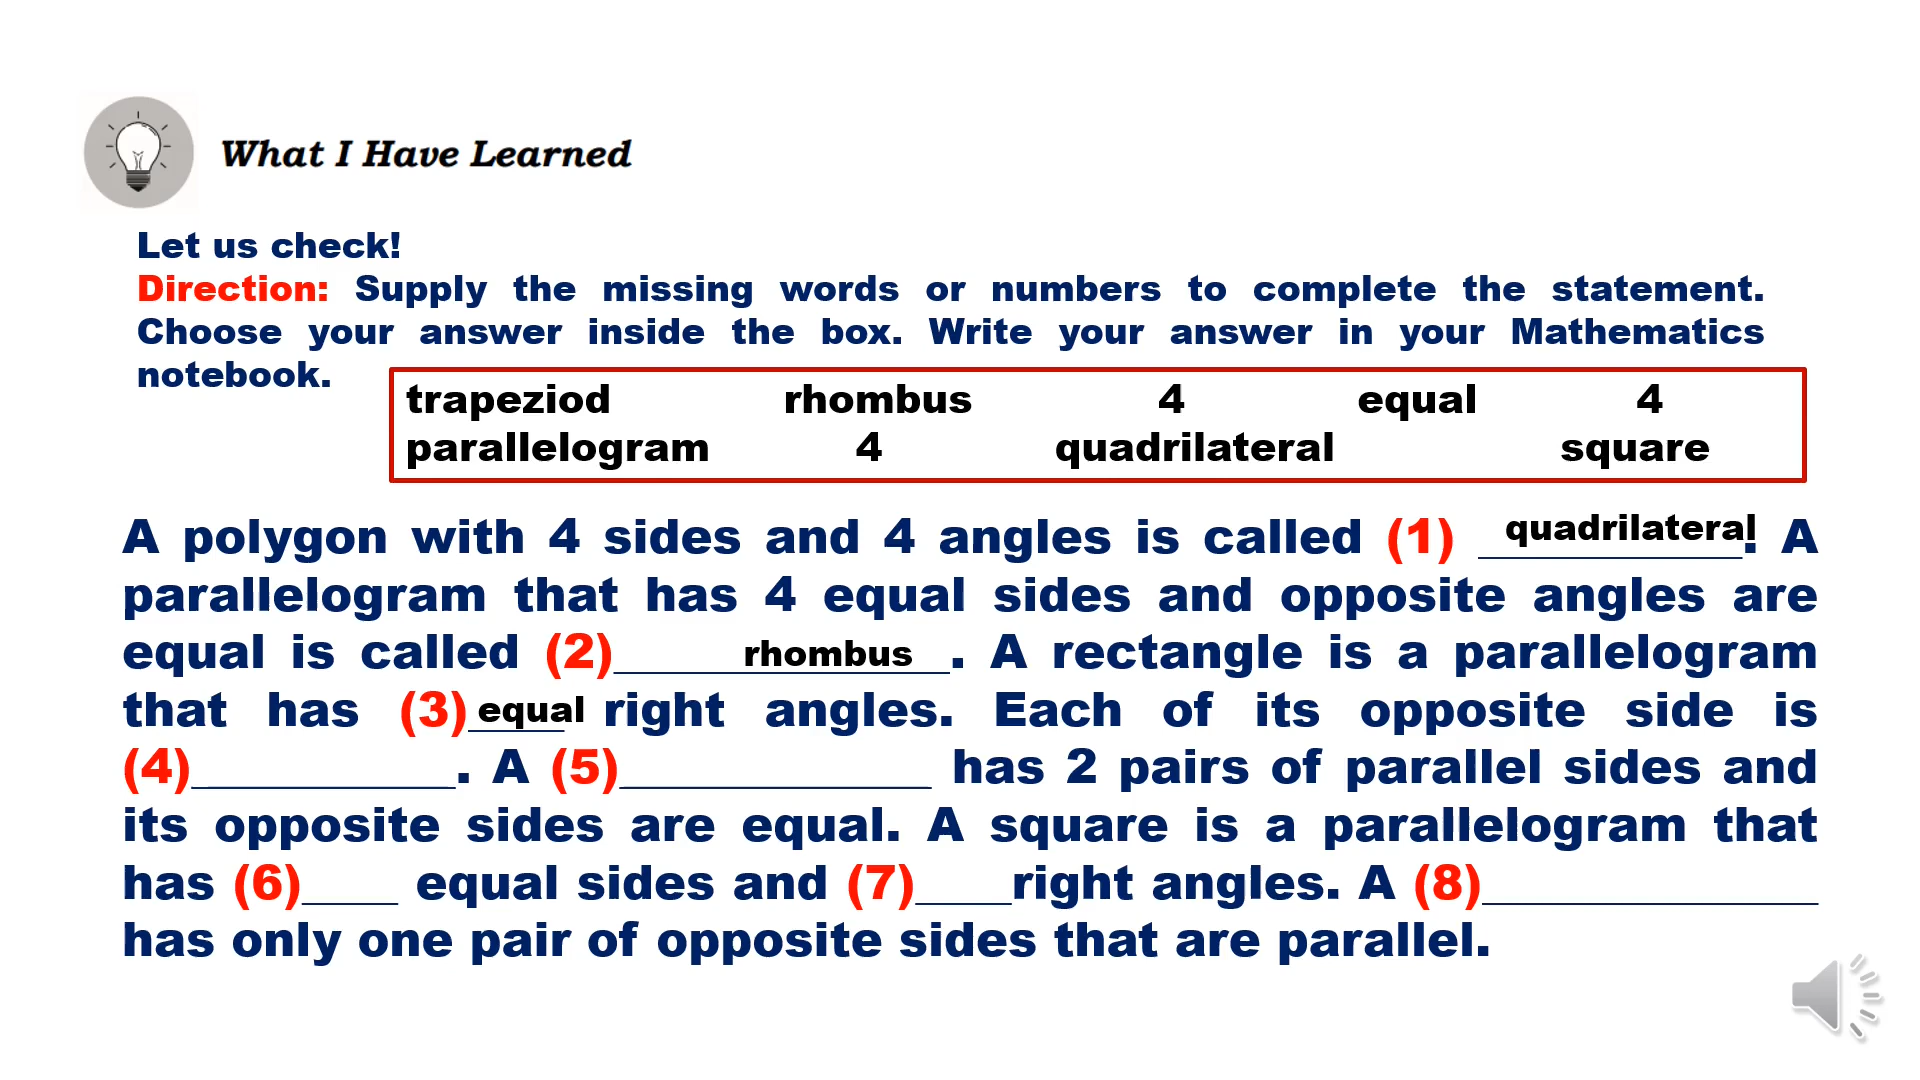 What I Have Learned
Let us check!
Direction: Supply the missing words or numbers to complete the statement.
Choose your answer inside the box. Write your answer in your Mathematics
notebook.
trapeziod rhombus 4 equal 4
parallelogram 4 quadrilateral square
A polygon with 4 sides and 4 angles is called (1) quadrilateral. A
parallelogram that has 4 equal sides and opposite angles are
equal is called (2)_______rhombus__. A rectangle is a parallelogram
that has (3) equal right angles. Each of its opposite side is
(4)___________. A (5)_____________ has 2 pairs of parallel sides and
its opposite sides are equal. A square is a parallelogram that
has (6)____ equal sides and (7)____right angles. A (8)______________
has only one pair of opposite sides that are parallel.